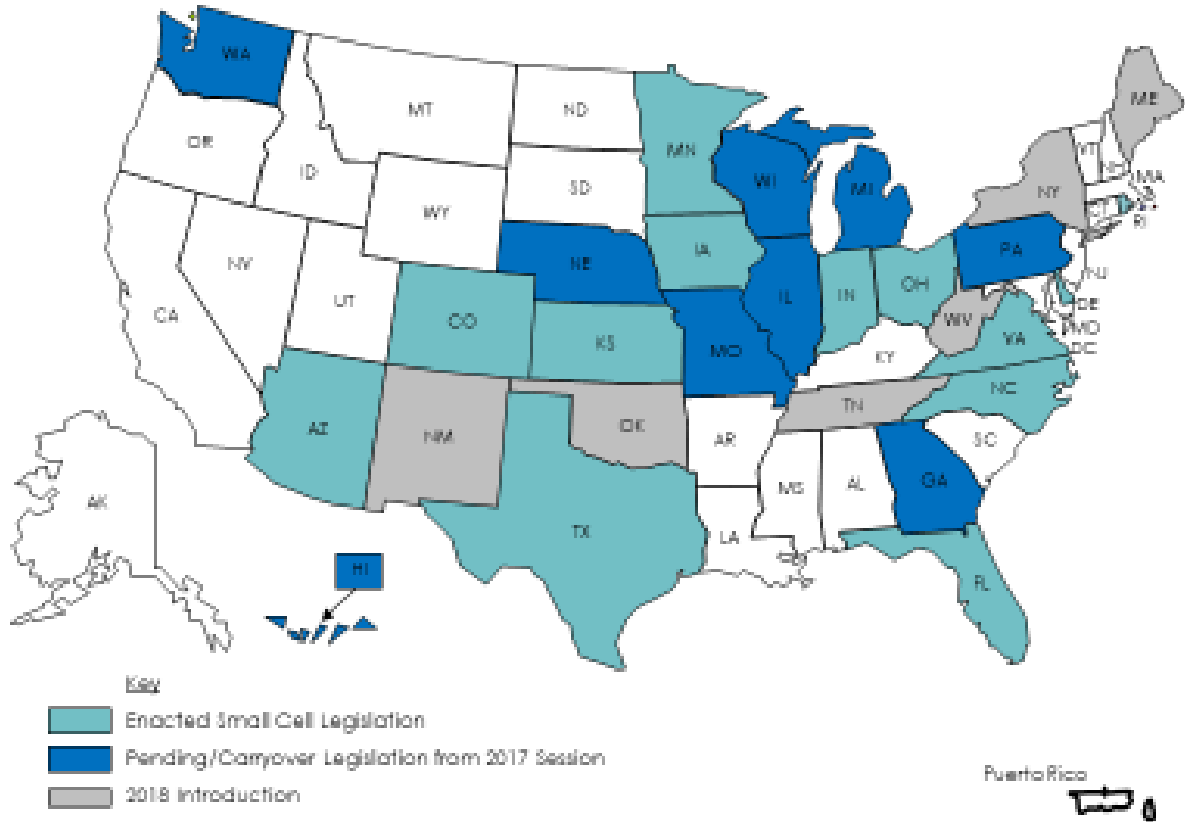 WA
MT
ND
ME
OR
MN
VT
NH
ID
SD
WI
MI
MA
WY
NY
CT
RI
IA
PA
NV
NE
NJ
UT
IL
IN
OH
DE
CA
CO
WV
MD
KS
MO
VA
DC
KY
NC
AZ
NM
OK
TN
AR
SC
AK
MS
AL
GA
TX
LA
HI
FL
Key
Enacted Small Cell Legislation
Pending/Carryover Legislation from 2017 Session
2018 Introduction
Puerto Rico